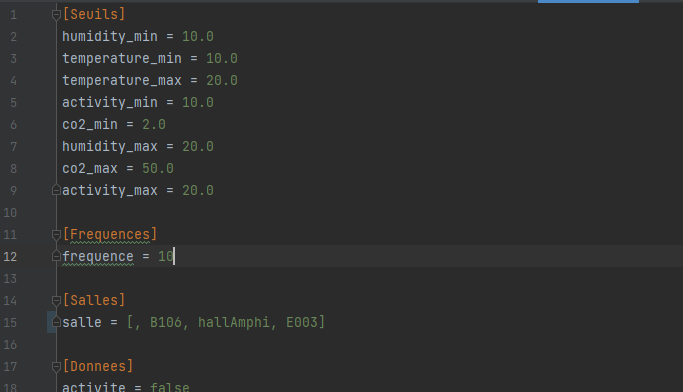 1 [Seuils]
2 humidity_min = 10.0
3 temperature_min = 10.0
4 temperature_max = 20.0
5 activity_min = 10.0
6 co2_min = 2.0
7 humidity_max = 20.0
8 co2_max = 50.0
9 activity_max = 20.0
10
11 [Frequences]
12 frequence = 10
13
14 [Salles]
15 salle = [, B106, hallAmphi, E003]
16
17 [Donnees]
18 activite = false